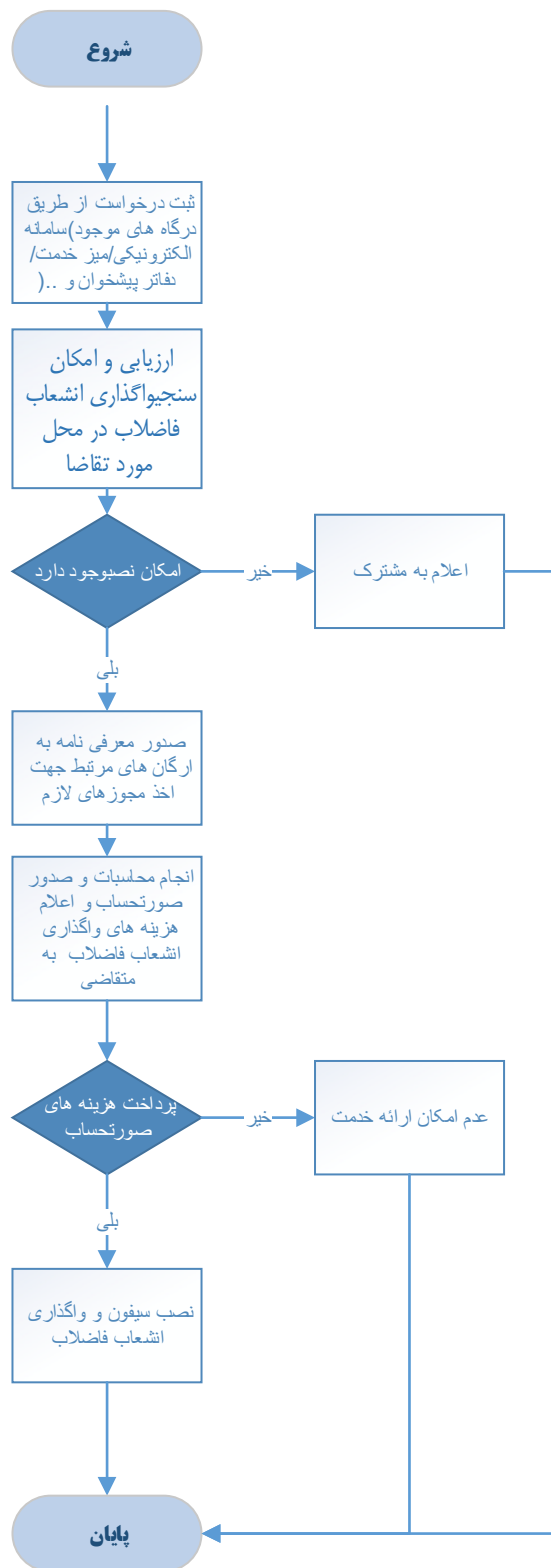 شروع
ثبت درخواست از طریق
درگاه های موجود)سامانه
الکترونیکی/میز خدمت/
دفاتر پیشخوان و ..(
ارزیابی و امکان
سنجیواگذاری انشعاب
فاضلاب در محل
مورد تقاضا
امکان نصبوجود دارد
خیر
اعلام به مشترک
بلی
صدور معرفی نامه به
ارگان های مرتبط جهت
اخذ مجوزهای لازم
انجام محاسبات و صدور
صورتحساب و اعلام
هزینه های واگذاری
انشعاب فاضلاب به
متقاضی
پرداخت هزینه های
صورتحساب
خیر
عدم امکان ارائه خدمت
بلی
نصب سیفون و واگذاری
انشعاب فاضلاب
پایان